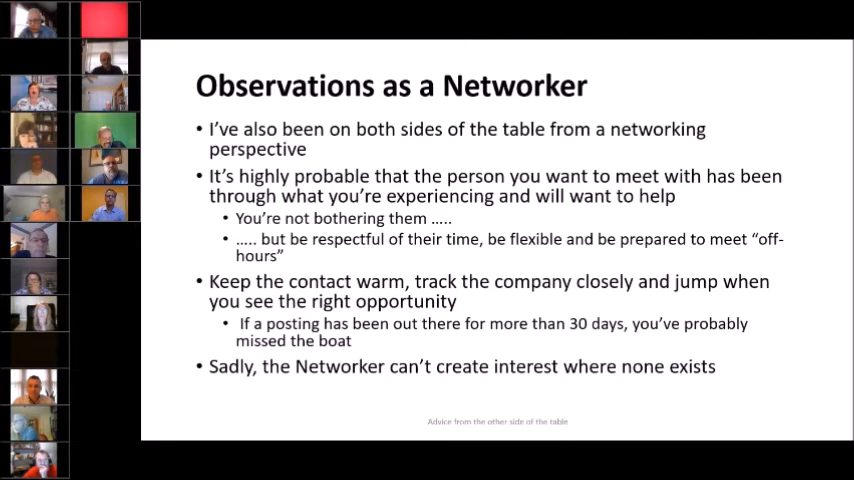 Observations as a Networker
• I've also been on both sides of the table from a networking
perspective
• It's highly probable that the person you want to meet with has been
through what you're experiencing and will want to help
• You're not bothering them .....
• ..... but be respectful of their time, be flexible and be prepared to meet "off-
hours"
• Keep the contact warm, track the company closely and jump when
you see the right opportunity
• If a posting has been out there for more than 30 days, you've probably
missed the boat
• Sadly, the Networker can't create interest where none exists
Advice from the other side of the table